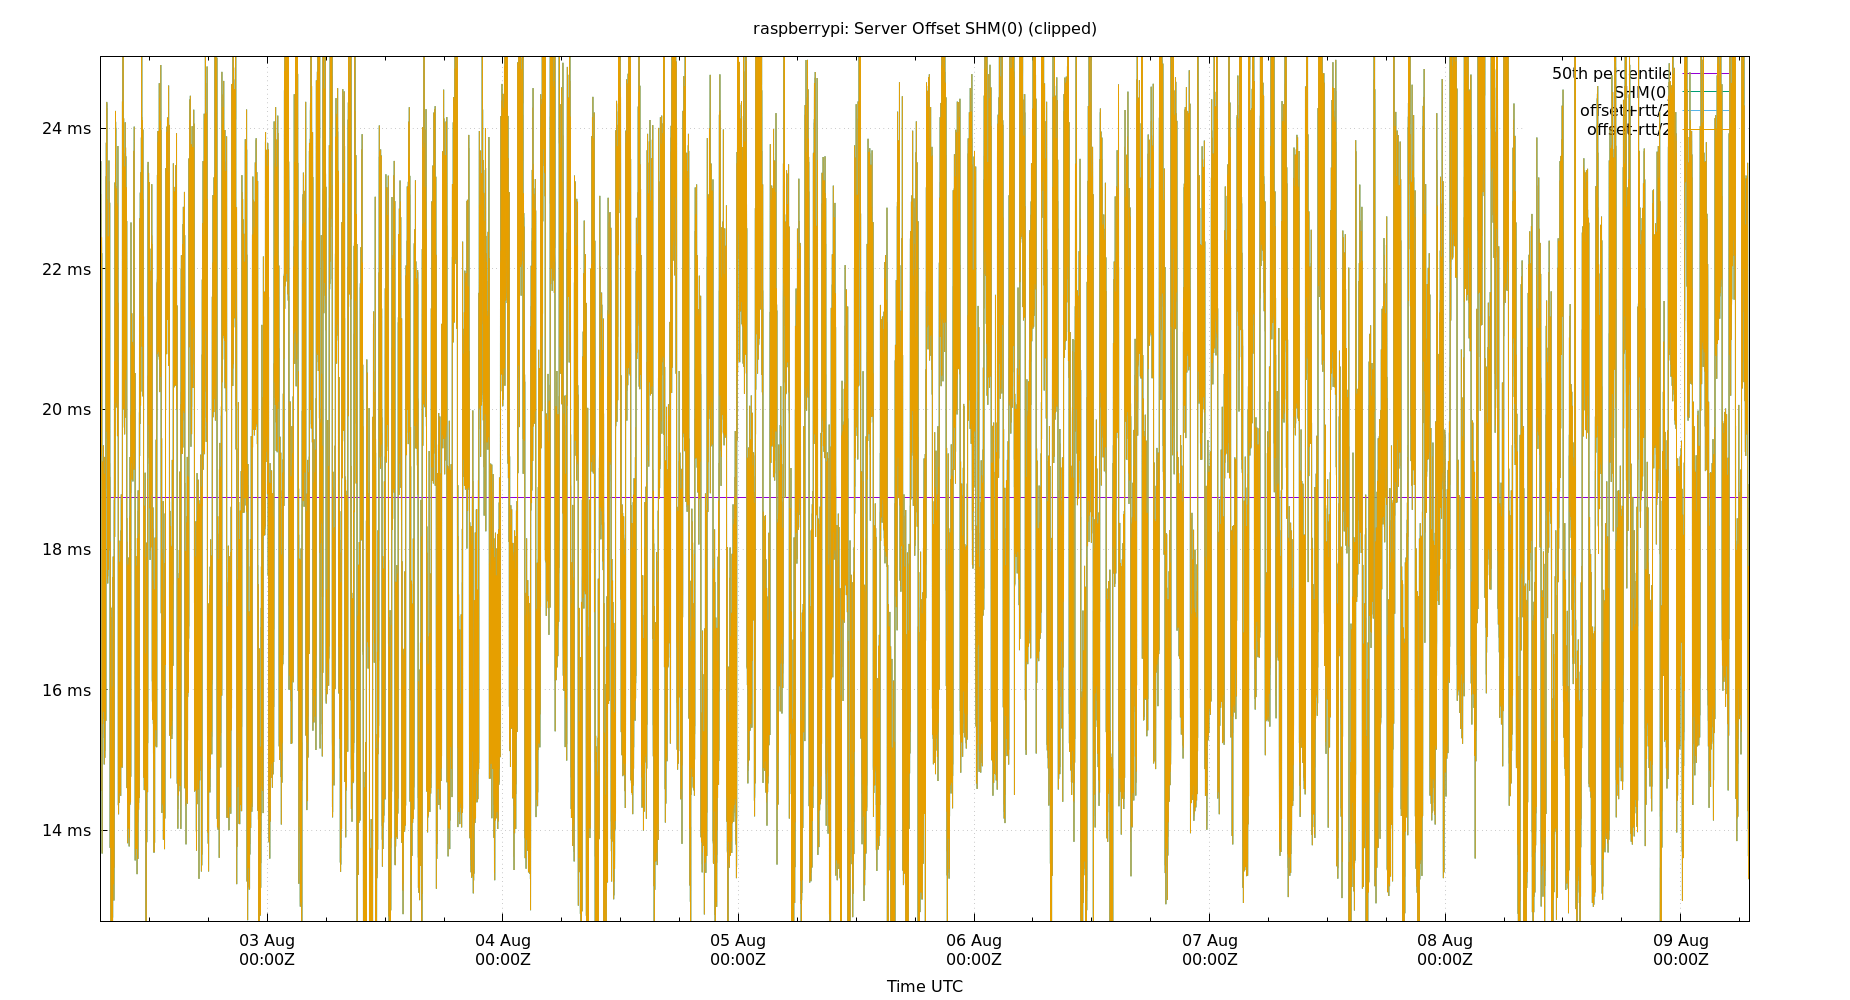 raspberrypi: Server Offset SHM(0) (clipped)
50th percentile
SHM(0)
offset+rtt/2
offset-rtt/2
24 ms
22 ms
20 ms
18 ms
16 ms
14 ms
03 Aug 04 Aug 05 Aug 06 Aug 07 Aug 08 Aug 09 Aug
00:00Z 00:00Z 00:00Z 00:00Z 00:00Z 00:00Z 00:00Z
Time UTC